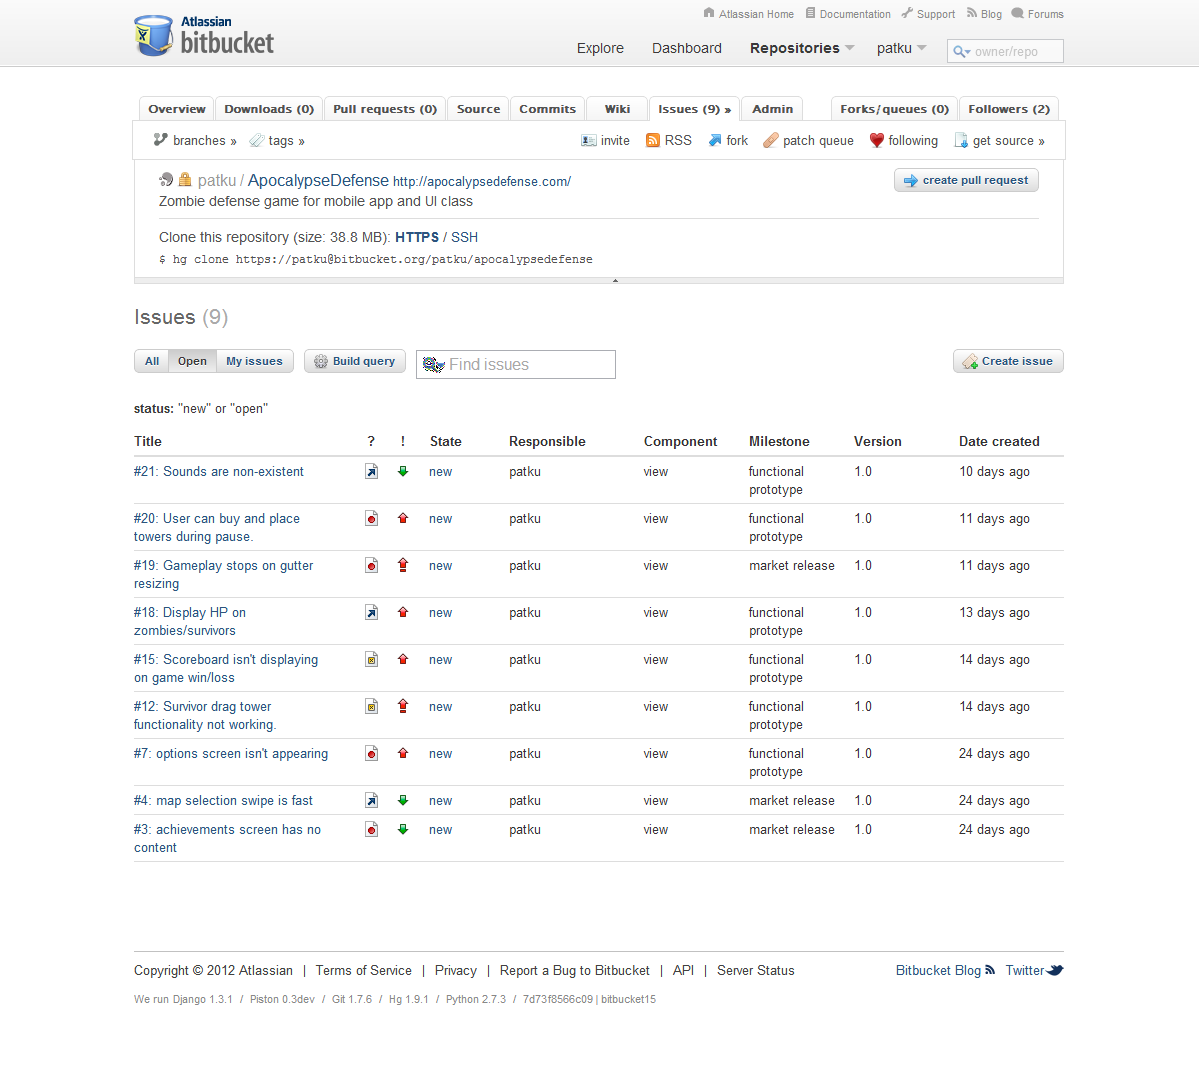 Atlassian Home Documentation Support Blog Forums
Atlassian
bitbucket
Explore Dashboard Repositories patku owner/repo
Overview Downloads (0) Pull requests (0) Source Commits Wiki Issues (9) » Admin Forks/queues (0) Followers (2)
branches » tags » invite RSS fork patch queue following get source »
patku / ApocalypseDefense http://apocalypsedefense.com/ create pull request
Zombie defense game for mobile app and UI class
Clone this repository (size: 38.8 MB): HTTPS / SSH
$ hg clone https://patku@bitbucket.org/patku/apocalypsedefense
Issues (9)
All Open My issues Build query Find issues Create issue
status: "new" or "open"
Title ? ! State Responsible Component Milestone Version Date created
#21: Sounds are non-existent new patku view functional 1.0 10 days ago
prototype
#20: User can buy and place new patku view functional 1.0 11 days ago
towers during pause. prototype
#19: Gameplay stops on gutter new patku view market release 1.0 11 days ago
resizing
#18: Display HP on new patku view functional 1.0 13 days ago
zombies/survivors prototype
#15: Scoreboard isn't displaying new patku view functional 1.0 14 days ago
on game win/loss prototype
#12: Survivor drag tower new patku view functional 1.0 14 days ago
functionality not working. prototype
#7: options screen isn't appearing new patku view functional 1.0 24 days ago
prototype
#4: map selection swipe is fast new patku view market release 1.0 24 days ago
#3: achievements screen has no new patku view market release 1.0 24 days ago
content
Copyright © 2012 Atlassian | Terms of Service | Privacy | Report a Bug to Bitbucket | API | Server Status Bitbucket Blog Twitter
We run Django 1.3.1 / Piston 0.3dev / Git 1.7.6 / Hg 1.9.1 / Python 2.7.3 / 7d73f8566c09 | bitbucket15